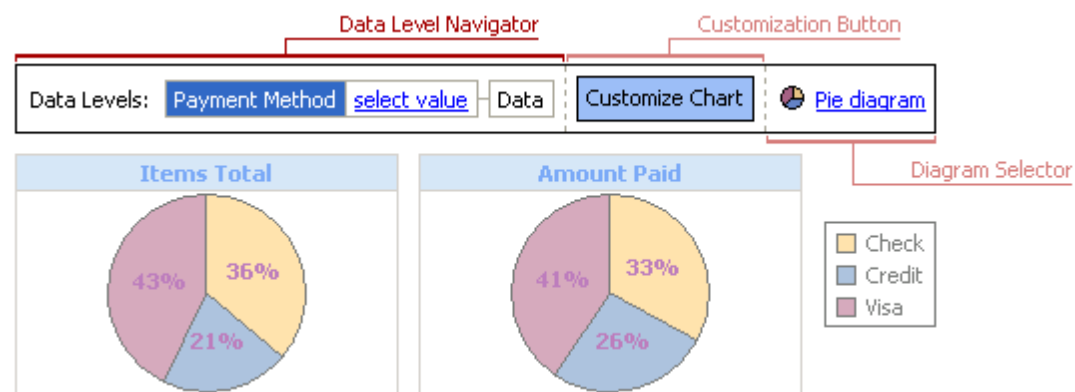 Data Level Navigator
Customization Button
Data Levels: Payment Method select value Data Customize Chart Pie diagram
Diagram Selector
Items Total
Amount Paid
43% 36% 21%
41% 33% 26%
Check
Credit
Visa